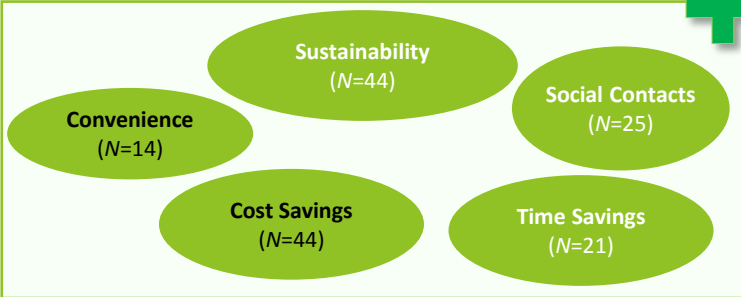 Sustainability
(N=44)
Social Contacts
(N=25)
Convenience
(N=14)
Cost Savings
(N=44)
Time Savings
(N=21)